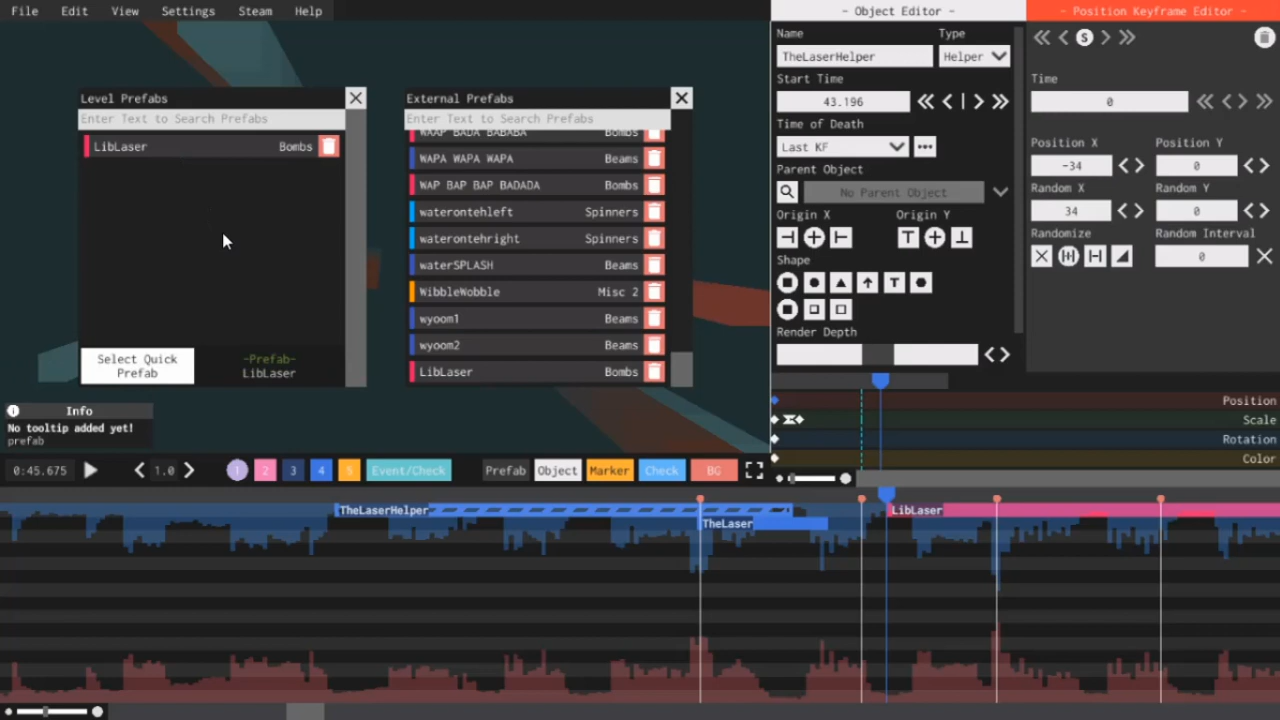 File Edit View Settings Steam Help
Level Prefabs
Enter Text to Search Prefabs
LibLaser Bombs
Select Quick
Prefab
-Prefab-
LibLaser
External Prefabs
Enter Text to Search Prefabs
WAAP BADA BABABA Bombs
WAPA WAPA WAPA Beams
WAP BAP BAP BADADA Bombs
waterontehleft Spinners
waterontehright Spinners
waterSPLASH Beams
WibbleWobble Misc 2
wyoom1 Beams
wyoom2 Beams
LibLaser Bombs
Info
No tooltip added yet!
prefab
- Object Editor -
Name Type
TheLaserHelper Helper
Start Time
43.196
Time of Death
Last KF
Parent Object
No Parent Object
Origin X Origin Y
Shape
Render Depth
- Position Keyframe Editor -
S
Time
0
Position X Position Y
-34 0
Random X Random Y
34 0
Randomize Random Interval
0
Position
Scale
Rotation
Color
0:45.675 1.0 1 2 3 4 5 Event/Check Prefab Object Marker Check BG
TheLaserHelper LibLaser
TheLaser